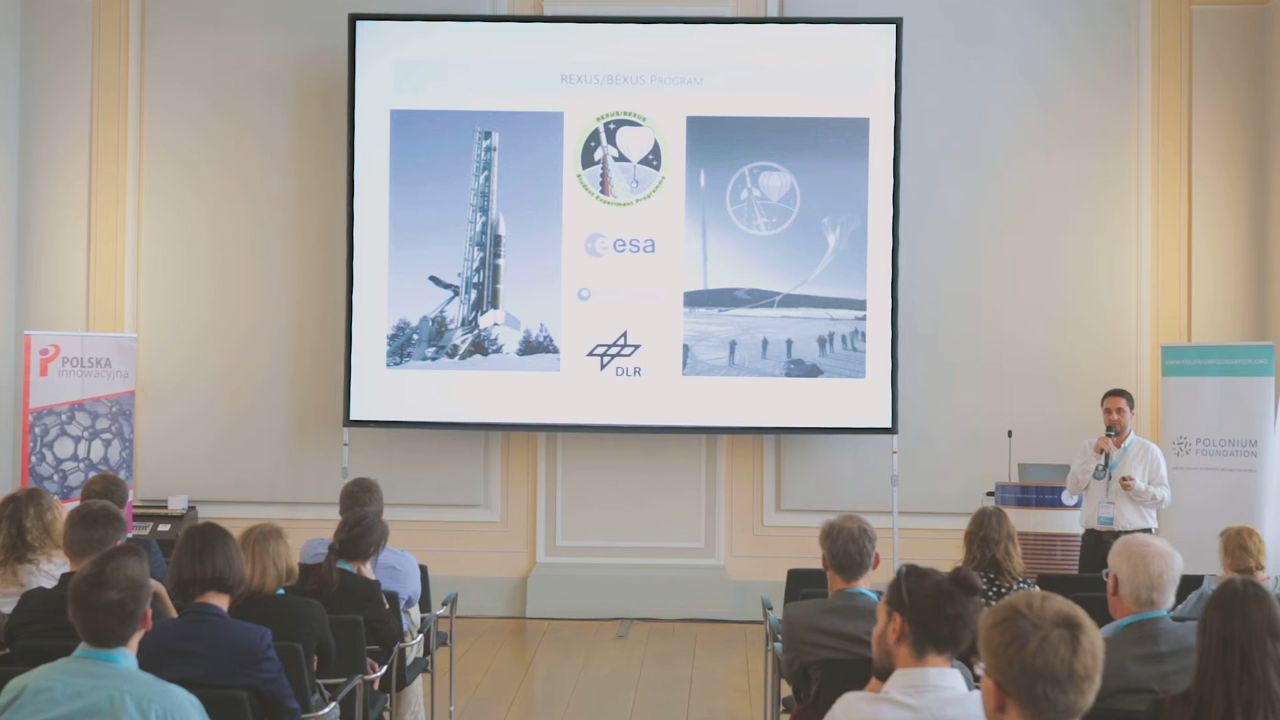 REXUS/BEXUS PROGRAM
REXUS/BEXUS
Student Experiment Programme
esa
DLR
POLSKA
innowacyjna
POLONIUM
FOUNDATION